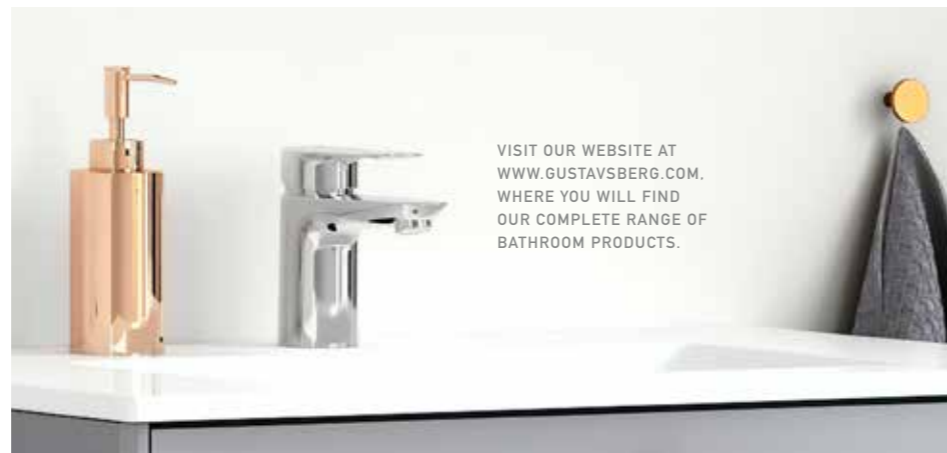 VISIT OUR WEBSITE AT
WWW.GUSTAVSBERG.COM,
WHERE YOU WILL FIND
OUR COMPLETE RANGE OF
BATHROOM PRODUCTS.